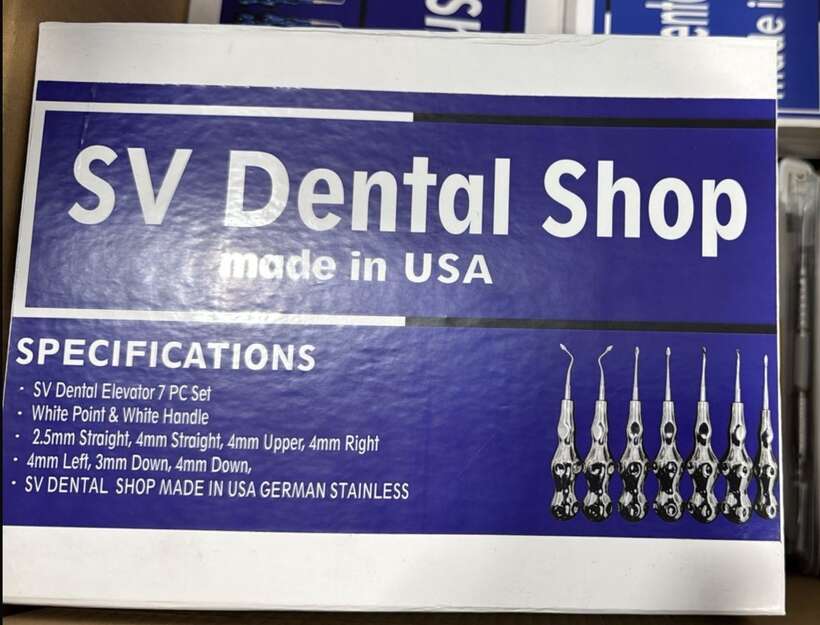 SV Dental Shop
made in USA
SPECIFICATIONS
· SV Dental Elevator 7 PC Set
· White Point & White Handle
· 2.5mm Straight, 4mm Straight, 4mm Upper, 4mm Right
· 4mm Left, 3mm Down, 4mm Down,
· SV DENTAL SHOP MADE IN USA GERMAN STAINLESS